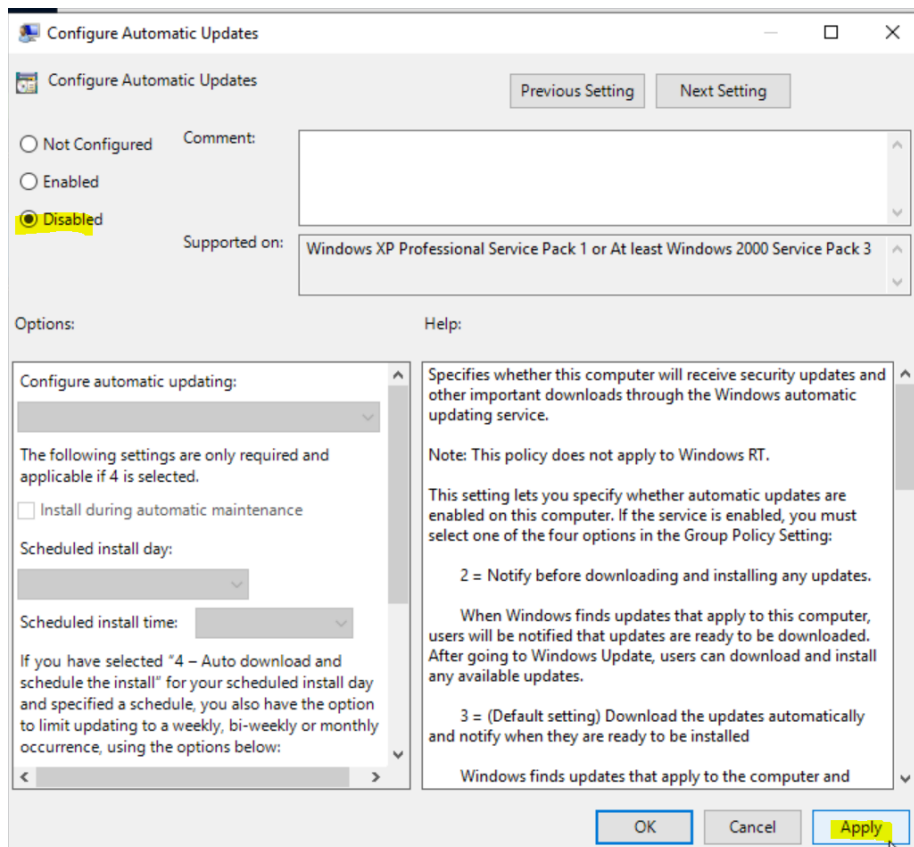 Configure Automatic Updates
Configure Automatic Updates
Previous Setting
Next Setting
Not Configured
Enabled
Disabled
Comment:
Supported on:
Windows XP Professional Service Pack 1 or At least Windows 2000 Service Pack 3
Options:
Help:
Configure automatic updating:
The following settings are only required and
applicable if 4 is selected.
Install during automatic maintenance
Scheduled install day:
Scheduled install time:
If you have selected “4 – Auto download and
schedule the install” for your scheduled install day
and specified a schedule, you also have the option
to limit updating to a weekly, bi-weekly or monthly
occurrence, using the options below:
Specifies whether this computer will receive security updates and
other important downloads through the Windows automatic
updating service.
Note: This policy does not apply to Windows RT.
This setting lets you specify whether automatic updates are
enabled on this computer. If the service is enabled, you must
select one of the four options in the Group Policy Setting:
2 = Notify before downloading and installing any updates.
When Windows finds updates that apply to this computer,
users will be notified that updates are ready to be downloaded.
After going to Windows Update, users can download and install
any available updates.
3 = (Default setting) Download the updates automatically
and notify when they are ready to be installed
Windows finds updates that apply to the computer and
OK
Cancel
Apply